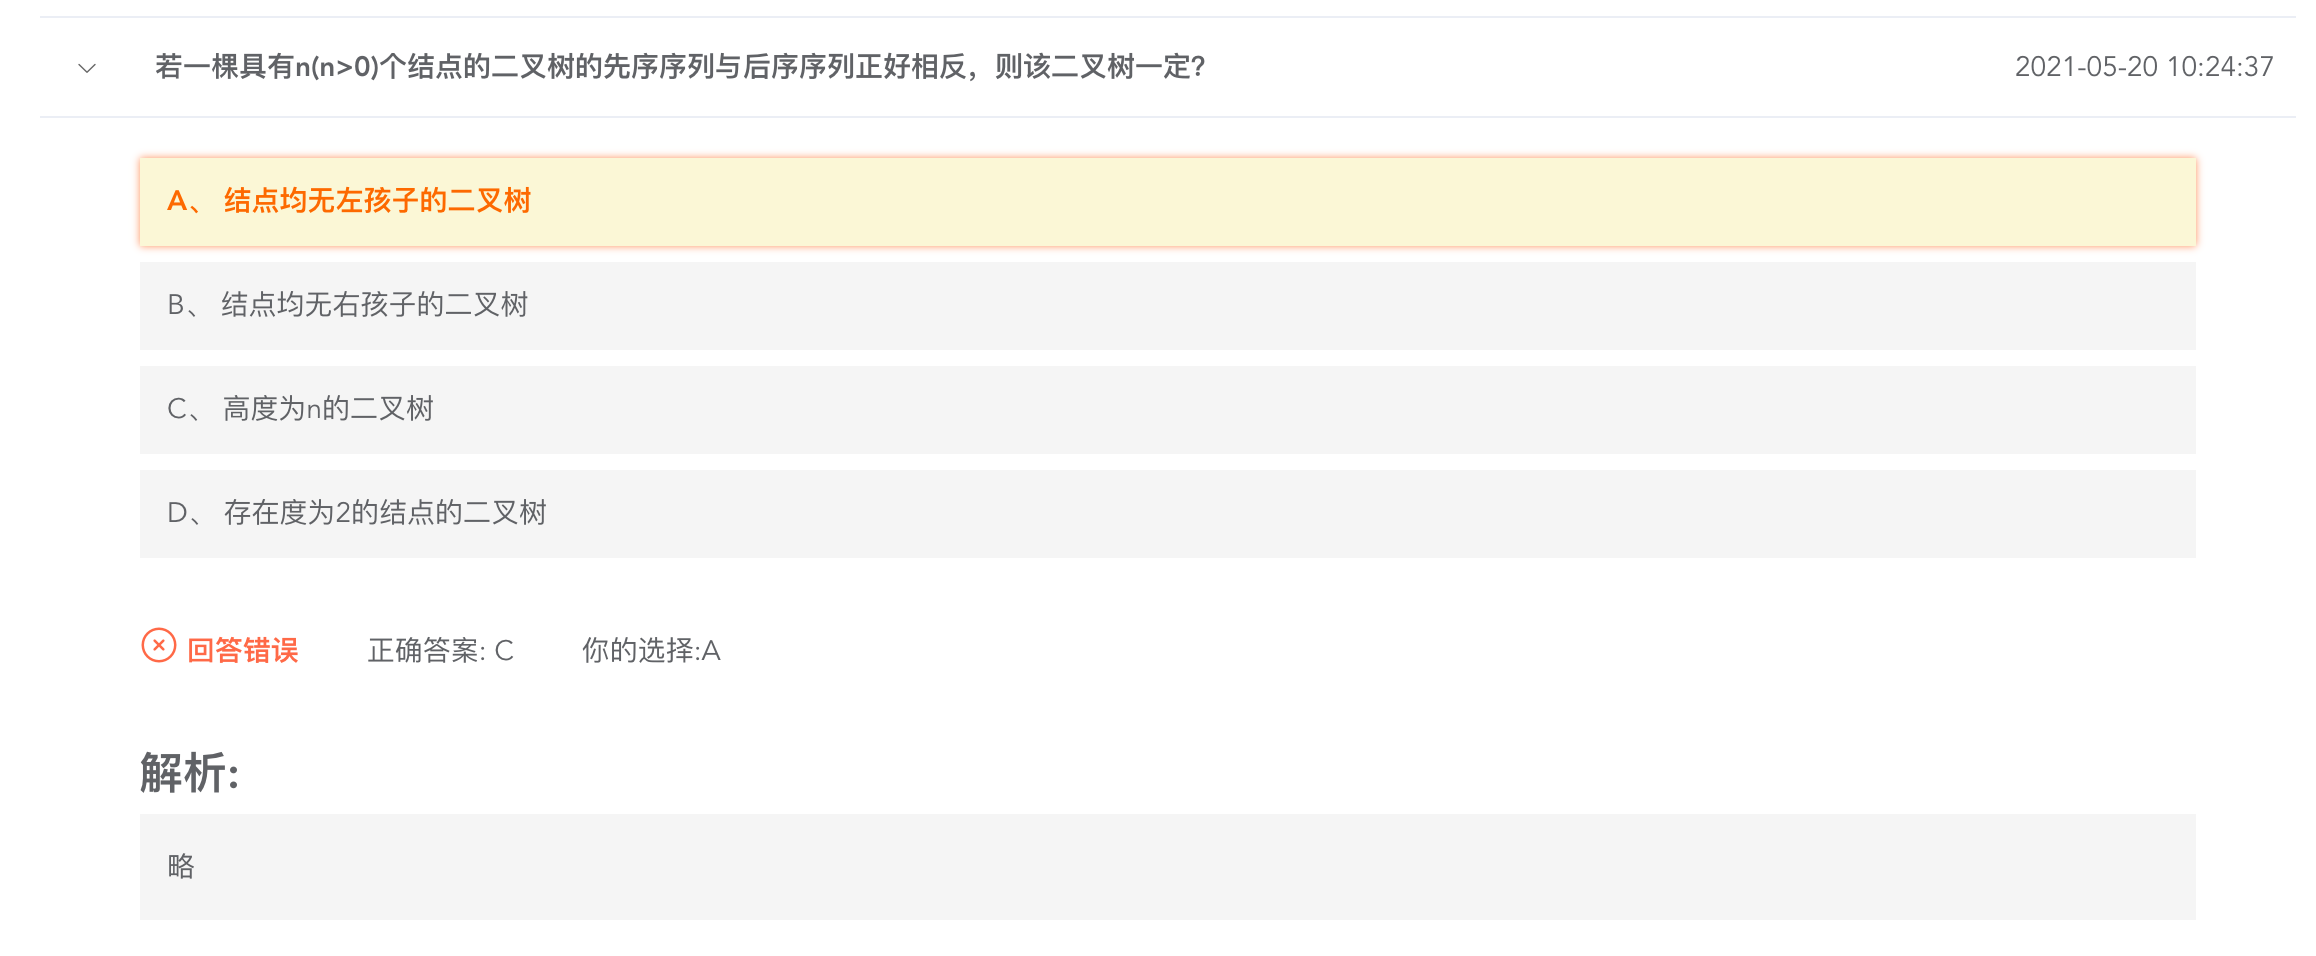 若一棵具有n(n>0)个结点的二叉树的先序序列与后序序列正好相反，则该二叉树一定? 2021-05-20 10:24:37
A、 结点均无左孩子的二叉树
B、 结点均无右孩子的二叉树
C、 高度为n的二叉树
D、 存在度为2的结点的二叉树
回答错误 正确答案: C 你的选择:A
解析:
略